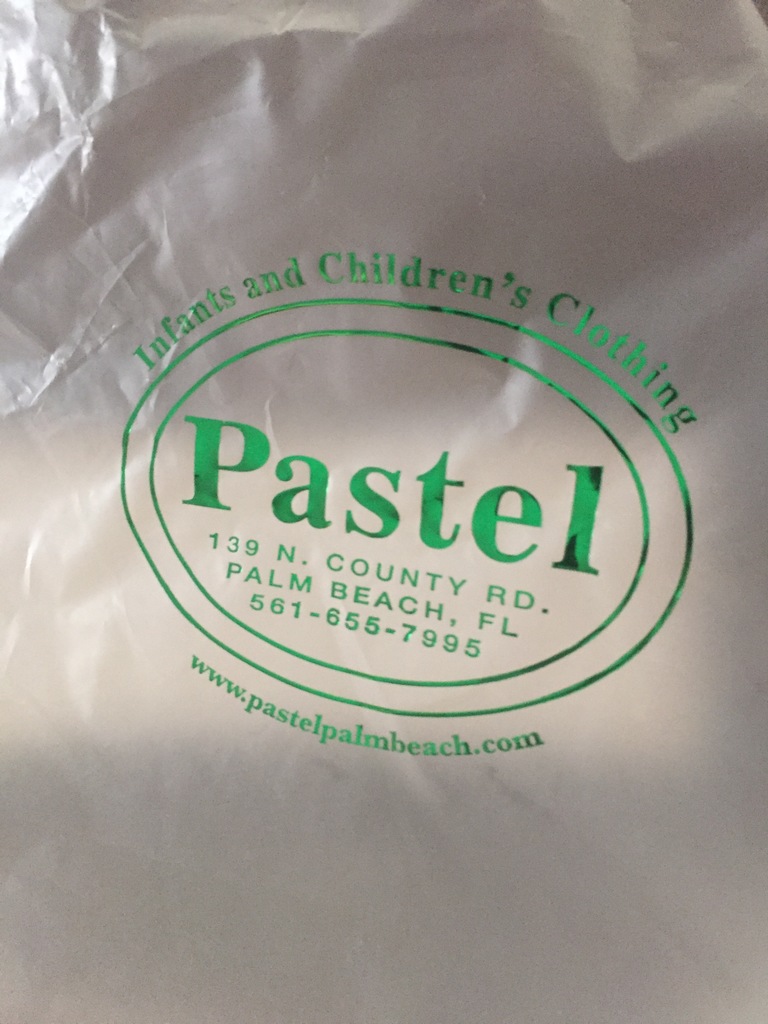 Infants and Children's Clothing
Pastel
139 N. COUNTY RD.
PALM BEACH, FL
561-655-7995
www.pastelpalmbeach.com